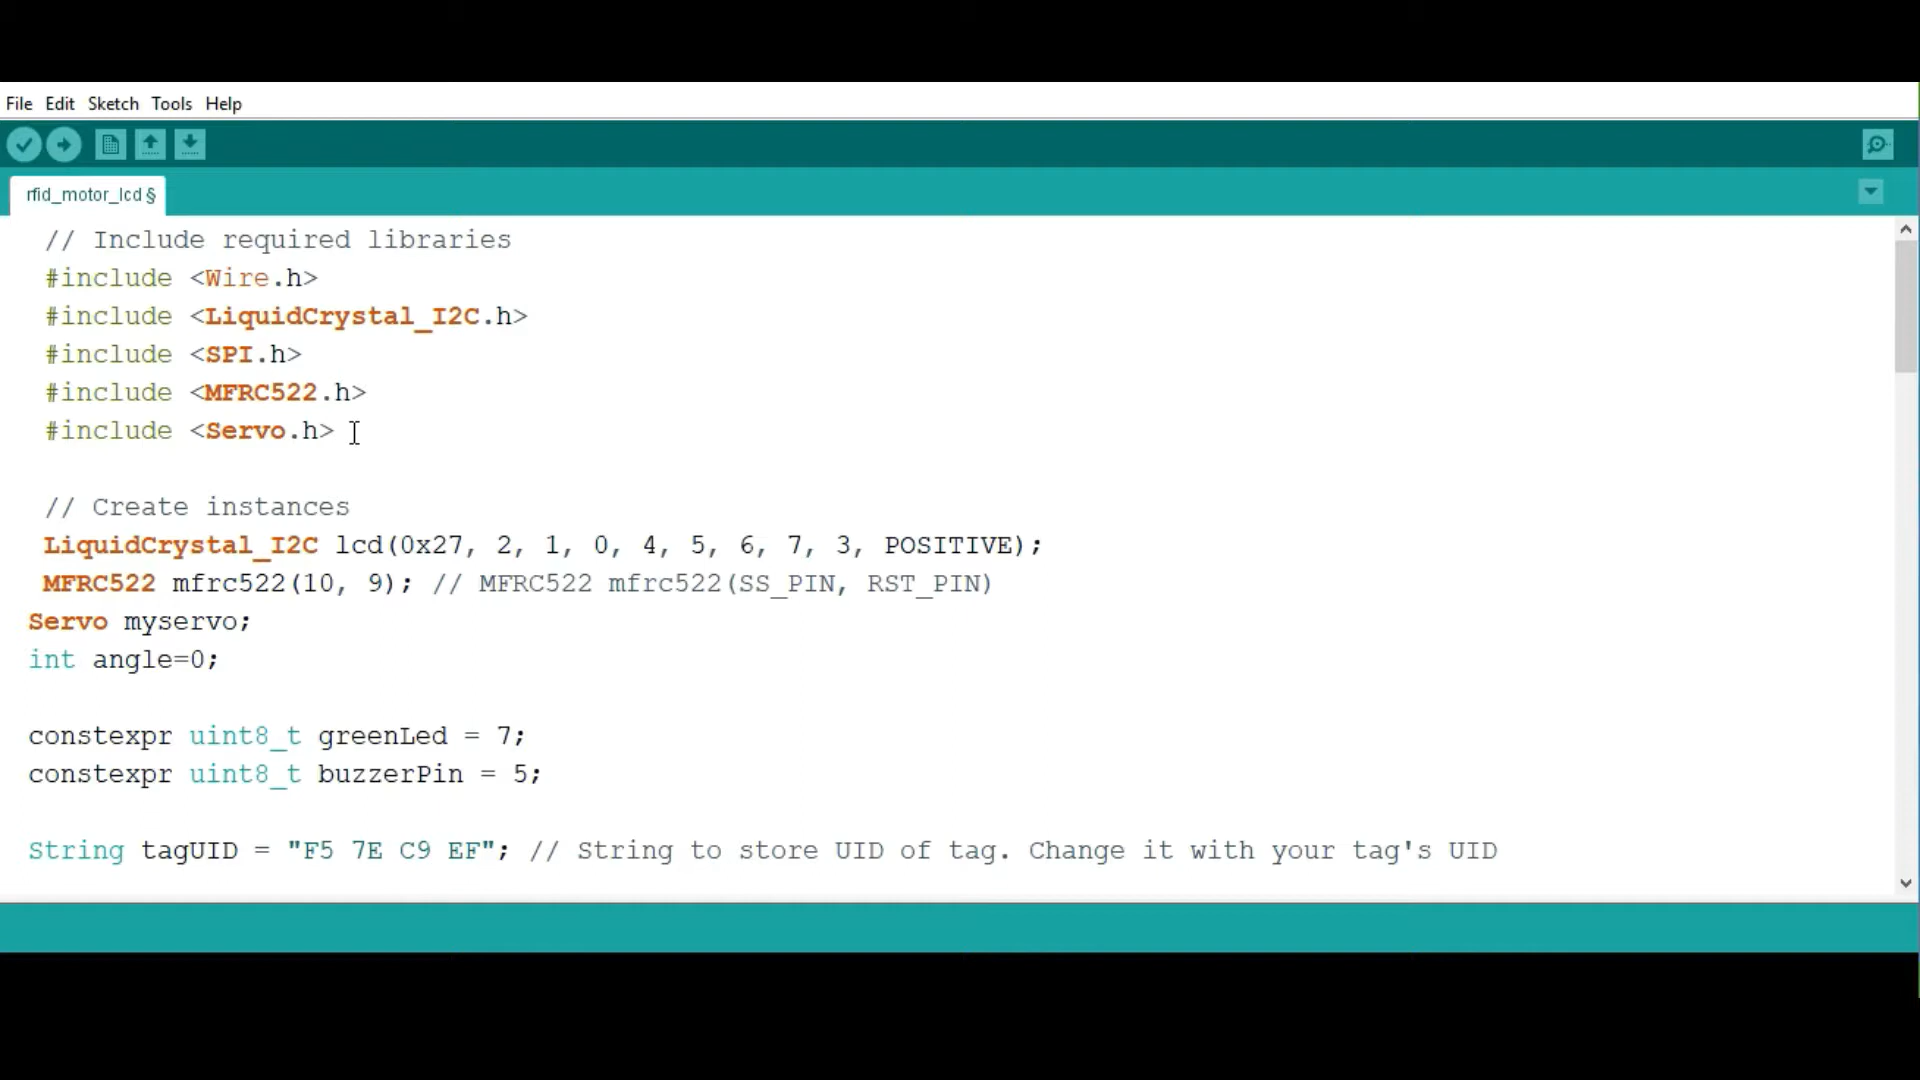 File Edit Sketch Tools Help
rfid_motor_lcd §
// Include required libraries
#include <Wire.h>
#include <LiquidCrystal_I2C.h>
#include <SPI.h>
#include <MFRC522.h>
#include <Servo.h>
// Create instances
LiquidCrystal_I2C lcd(0x27, 2, 1, 0, 4, 5, 6, 7, 3, POSITIVE);
MFRC522 mfrc522(10, 9); // MFRC522 mfrc522(SS_PIN, RST_PIN)
Servo myservo;
int angle=0;
constexpr uint8_t greenLed = 7;
constexpr uint8_t buzzerPin = 5;
String tagUID = "F5 7E C9 EF"; // String to store UID of tag. Change it with your tag's UID